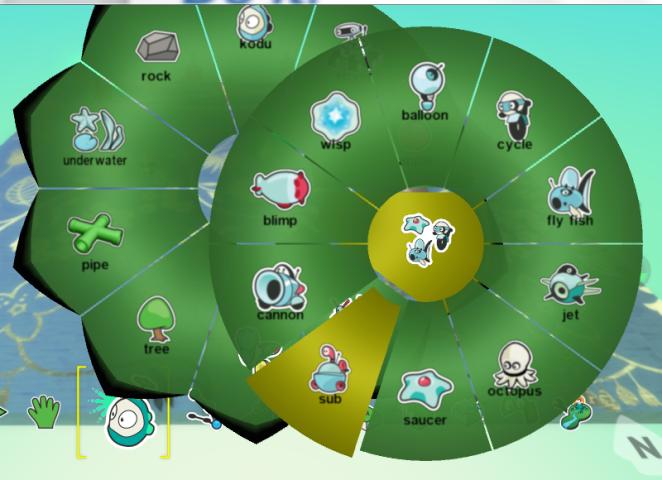 kodu
rock
underwater
pipe
tree
balloon
wisp
cycle
blimp
fly fish
cannon
jet
sub
octopus
saucer
N